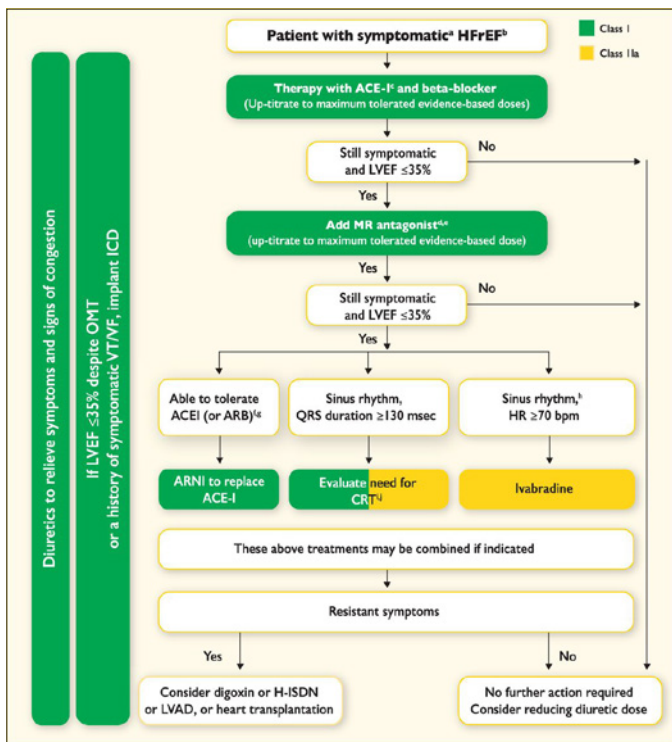 Patient with symptomaticᵃ HFrEFᵇ
Class I
Class IIa
Therapy with ACE-Iᶜ and beta-blocker
(Up-titrate to maximum tolerated evidence-based doses)
No
Still symptomatic
and LVEF ≤35%
Yes
Add MR antagonistᵈ,ᵉ
(up-titrate to maximum tolerated evidence-based dose)
Yes
No
Still symptomatic
and LVEF ≤35%
Yes
Able to tolerate
ACEI (or ARB)ᶠ,ᵍ
Sinus rhythm,
QRS duration ≥130 msec
Sinus rhythm,ʰ
HR ≥70 bpm
ARNI to replace
ACE-I
Evaluate need for
CRTⁱ,ʲ
Ivabradine
These above treatments may be combined if indicated
Resistant symptoms
Yes
No
Consider digoxin or H-ISDN
or LVAD, or heart transplantation
No further action required
Consider reducing diuretic dose
Diuretics to relieve symptoms and signs of congestion
If LVEF ≤35% despite OMT
or a history of symptomatic VT/VF, implant ICD